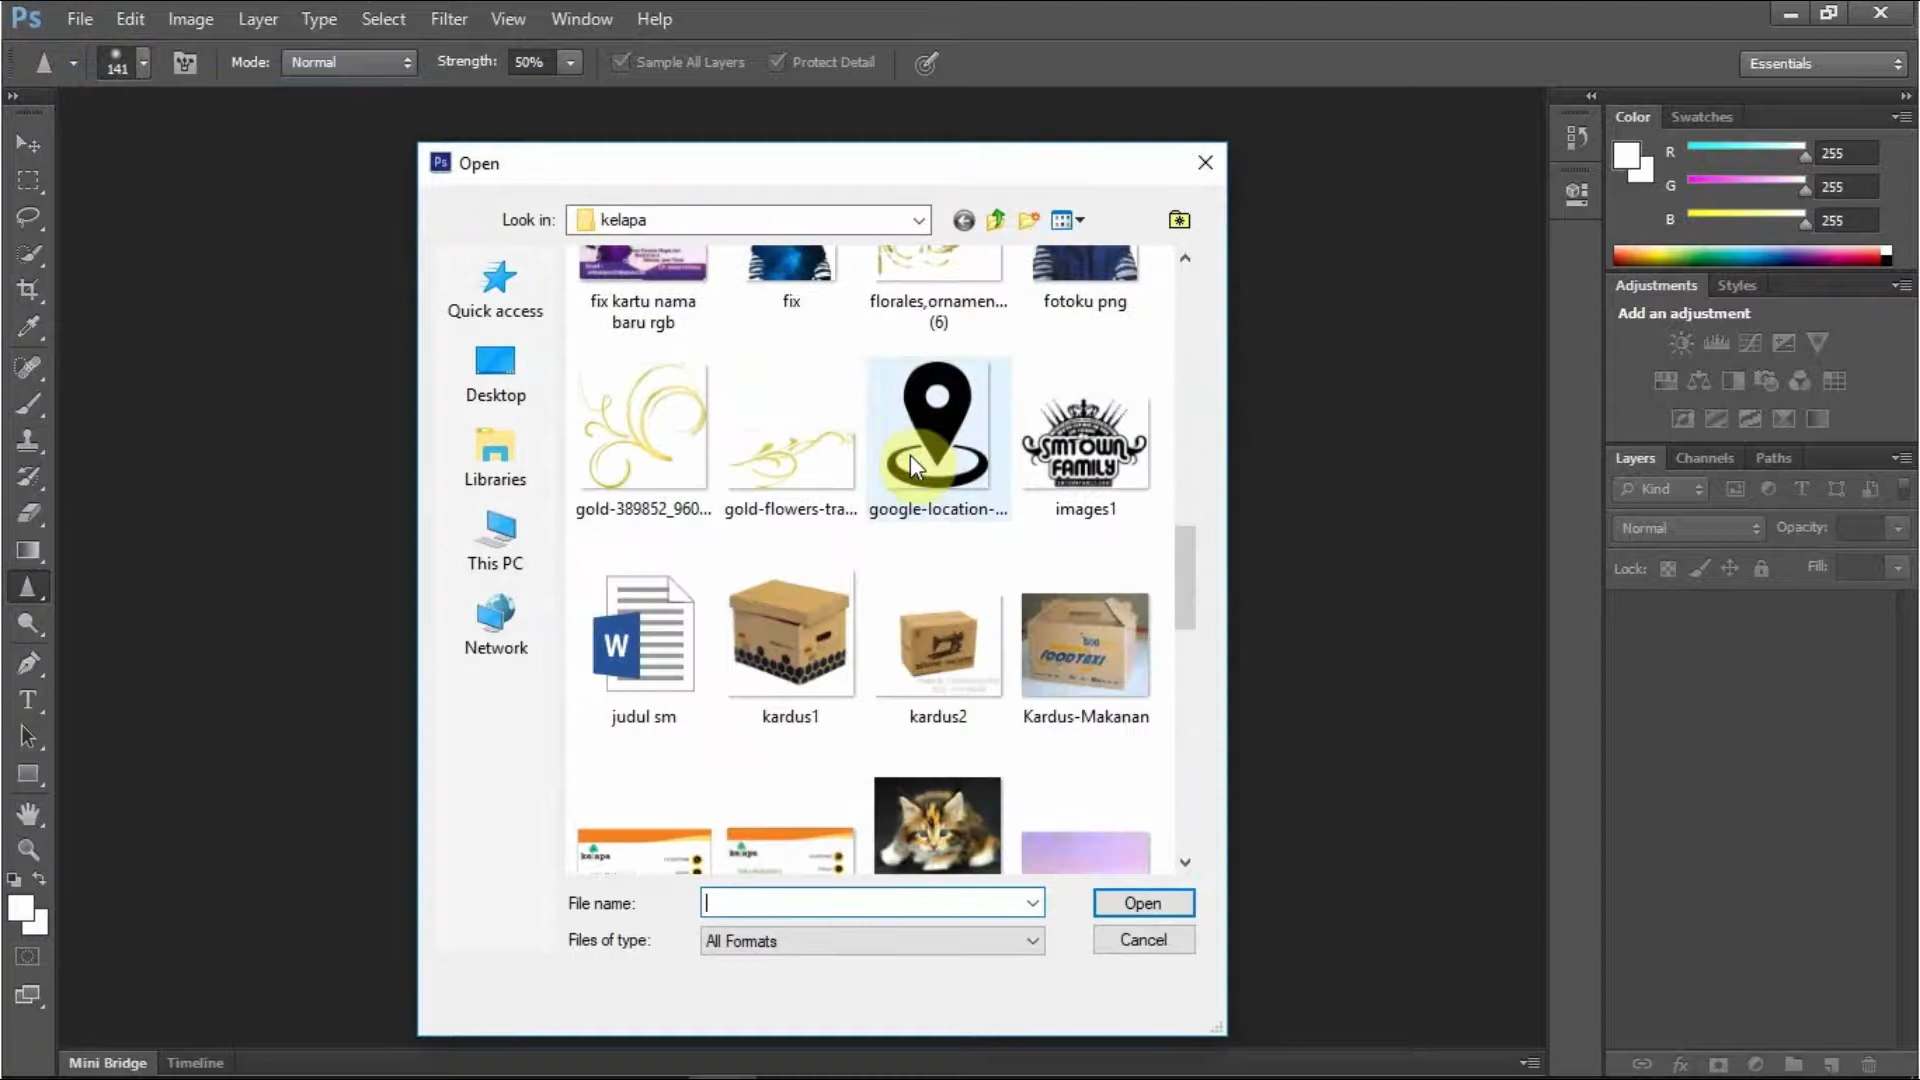 Ps File Edit Image Layer Type Select Filter View Window Help
141 Mode: Normal Strength: 50% Sample All Layers Protect Detail Essentials
Ps Open
Look in: kelapa
Quick access
Desktop
Libraries
This PC
Network
fix kartu nama
baru rgb
fix
florales,ornamen...
(6)
fotoku png
SMTOWN
FAMILY
gold-389852_960...
gold-flowers-tra...
google-location-...
images1
W
FOODTAXI
judul sm
kardus1
kardus2
Kardus-Makanan
kelapa
kelapa
File name:
Open
Files of type: All Formats
Cancel
Color Swatches
R 255
G 255
B 255
Adjustments Styles
Add an adjustment
Layers Channels Paths
Kind
Normal Opacity:
Lock: Fill:
Mini Bridge Timeline